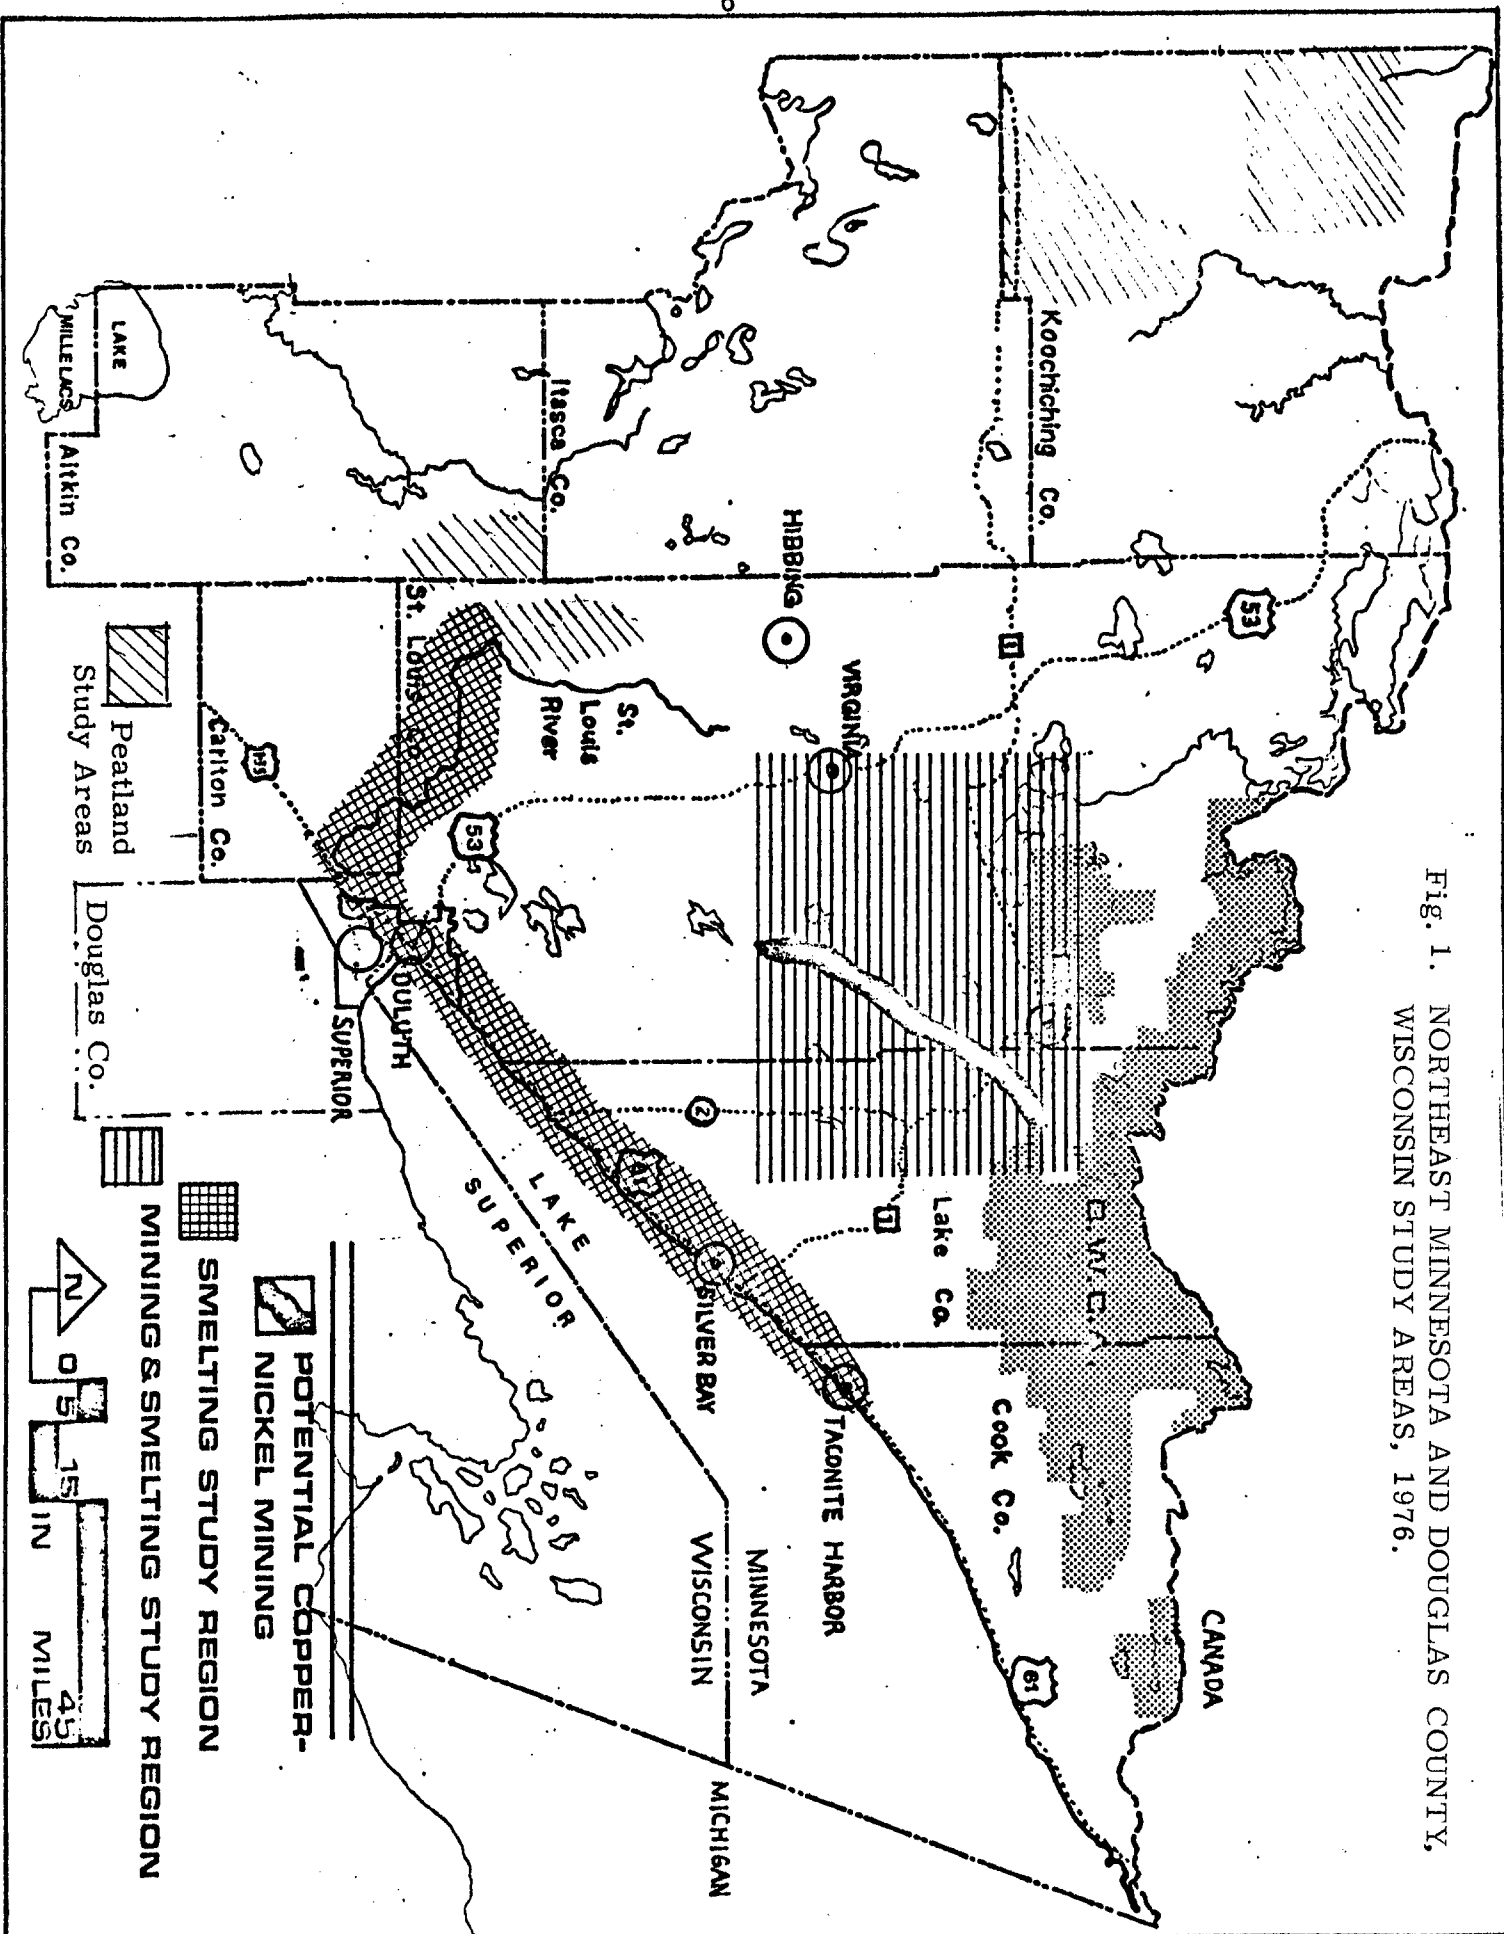 Fig. 1. NORTHEAST MINNESOTA AND DOUGLAS COUNTY,
WISCONSIN STUDY AREAS, 1976.
CANADA
53
Koochiching Co.
1
B.W.C.A.
Lake Co.
Cook Co.
61
1
HIBBING
VIRGINIA
2
TACONITE HARBOR
SILVER BAY
MINNESOTA
WISCONSIN
MICHIGAN
Itasca Co.
St.
Louis
River
61
LAKE
SUPERIOR
53
St. Louis Co.
DULUTH
SUPERIOR
LAKE
MILLE LACS
Aitkin Co.
Carlton Co.
Douglas Co.
Peatland
Study Areas
POTENTIAL COPPER-
NICKEL MINING
SMELTING STUDY REGION
MINING & SMELTING STUDY REGION
N
0 5 15 45
IN MILES